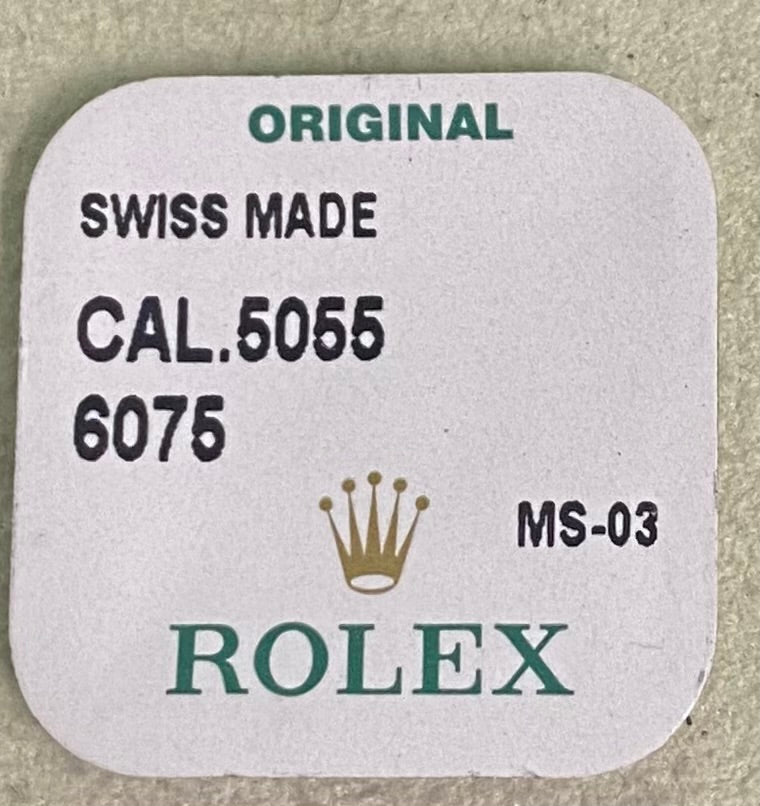 ORIGINAL
SWISS MADE
CAL.5055
6075
MS-03
ROLEX